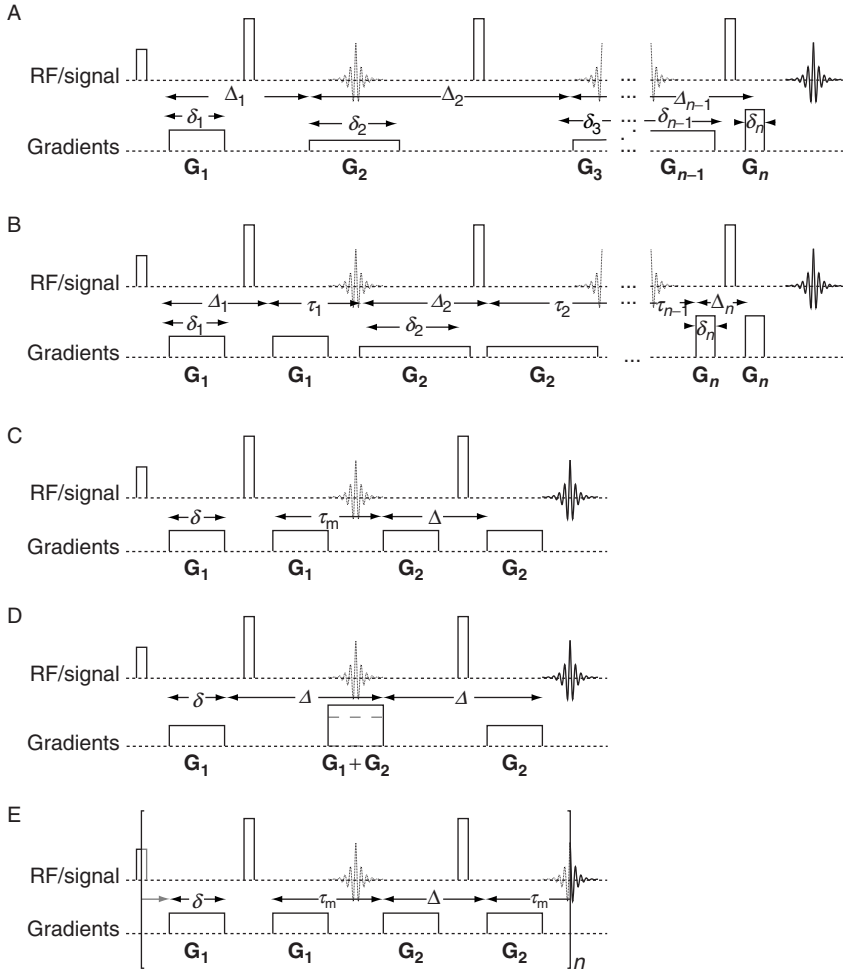 A
RF/signal
Δ1 Δ2 ... Δn−1
δ1 δ2 δ3 ... δn−1 δn
Gradients ...
G1 G2 G3 Gn−1 Gn
B
RF/signal
...
Δ1 τ1 Δ2 τ2 τn−1 Δn
δ1 δ2 δn
Gradients ...
G1 G1 G2 G2 Gn Gn
C
RF/signal
δ τm Δ
Gradients
G1 G1 G2 G2
D
RF/signal
δ Δ Δ
Gradients
G1 G1 + G2 G2
E
RF/signal
δ τm Δ τm
Gradients
G1 G1 G2 G2
n